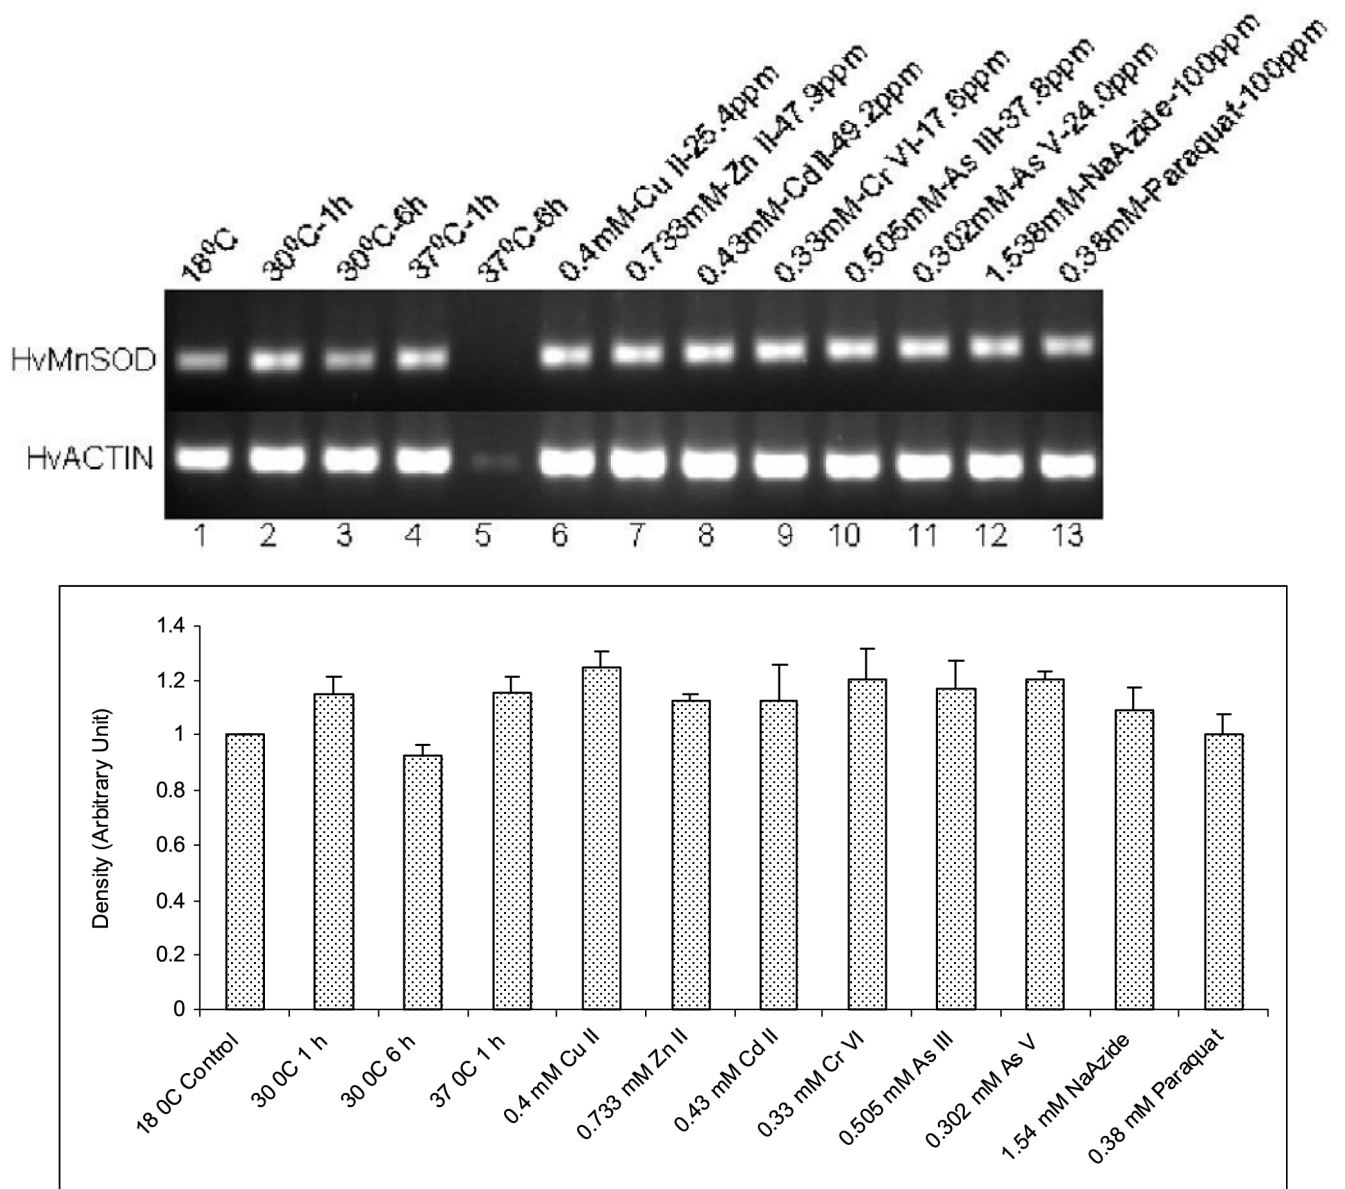 18⁰C
30⁰C-1h
30⁰C-6h
37⁰C-1h
37⁰C-6h
0.4mM-Cu II-25.4ppm
0.733mM-Zn II-47.9ppm
0.43mM-Cd II-49.2ppm
0.33mM-Cr VI-17.6ppm
0.505mM-As III-37.8ppm
0.302mM-As V-24.0ppm
1.538mM-NaAzide-100ppm
0.38mM-Paraquat-100ppm
HvMnSOD
HvACTIN
1 2 3 4 5 6 7 8 9 10 11 12 13
Density (Arbitrary Unit)
1.4
1.2
1
0.8
0.6
0.4
0.2
0
18 0C Control
30 0C 1 h
30 0C 6 h
37 0C 1 h
0.4 mM Cu II
0.733 mM Zn II
0.43 mM Cd II
0.33 mM Cr VI
0.505 mM As III
0.302 mM As V
1.54 mM NaAzide
0.38 mM Paraquat